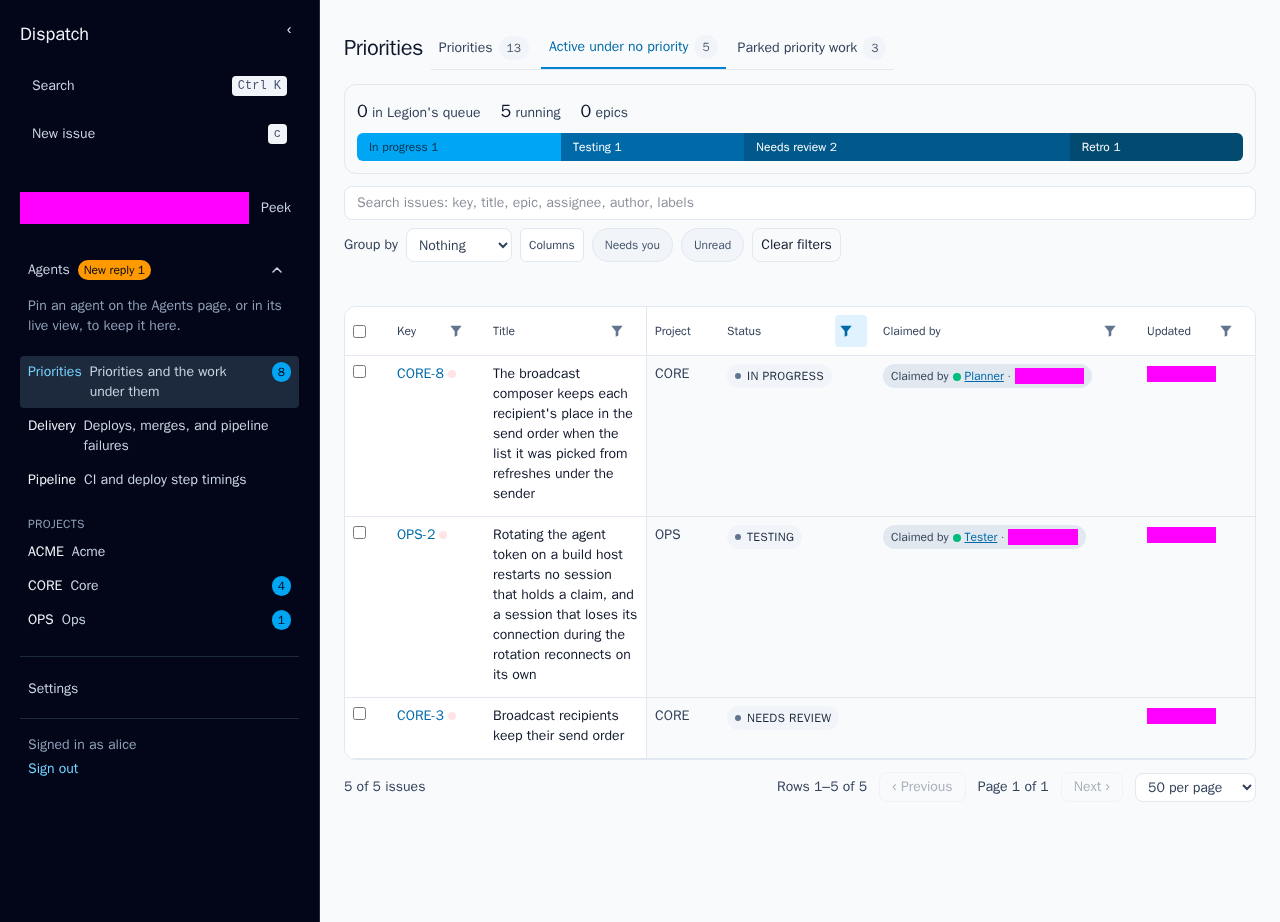 Dispatch
‹
Search
Ctrl K
New issue
C
Peek
Agents
New reply 1
Pin an agent on the Agents page, or in its
live view, to keep it here.
Priorities
Priorities and the work
under them
8
Delivery
Deploys, merges, and pipeline
failures
Pipeline
CI and deploy step timings
PROJECTS
ACME Acme
CORE Core
4
OPS Ops
1
Settings
Signed in as alice
Sign out
Priorities
Priorities 13
Active under no priority 5
Parked priority work 3
0 in Legion's queue
5 running
0 epics
In progress 1
Testing 1
Needs review 2
Retro 1
Search issues: key, title, epic, assignee, author, labels
Group by
Nothing
Columns
Needs you
Unread
Clear filters
Key
Title
Project
Status
Claimed by
Updated
CORE-8
The broadcast
composer keeps each
recipient's place in the
send order when the
list it was picked from
refreshes under the
sender
CORE
IN PROGRESS
Claimed by Planner ·
OPS-2
Rotating the agent
token on a build host
restarts no session
that holds a claim, and
a session that loses its
connection during the
rotation reconnects on
its own
OPS
TESTING
Claimed by Tester ·
CORE-3
Broadcast recipients
keep their send order
CORE
NEEDS REVIEW
5 of 5 issues
Rows 1–5 of 5
‹ Previous
Page 1 of 1
Next ›
50 per page